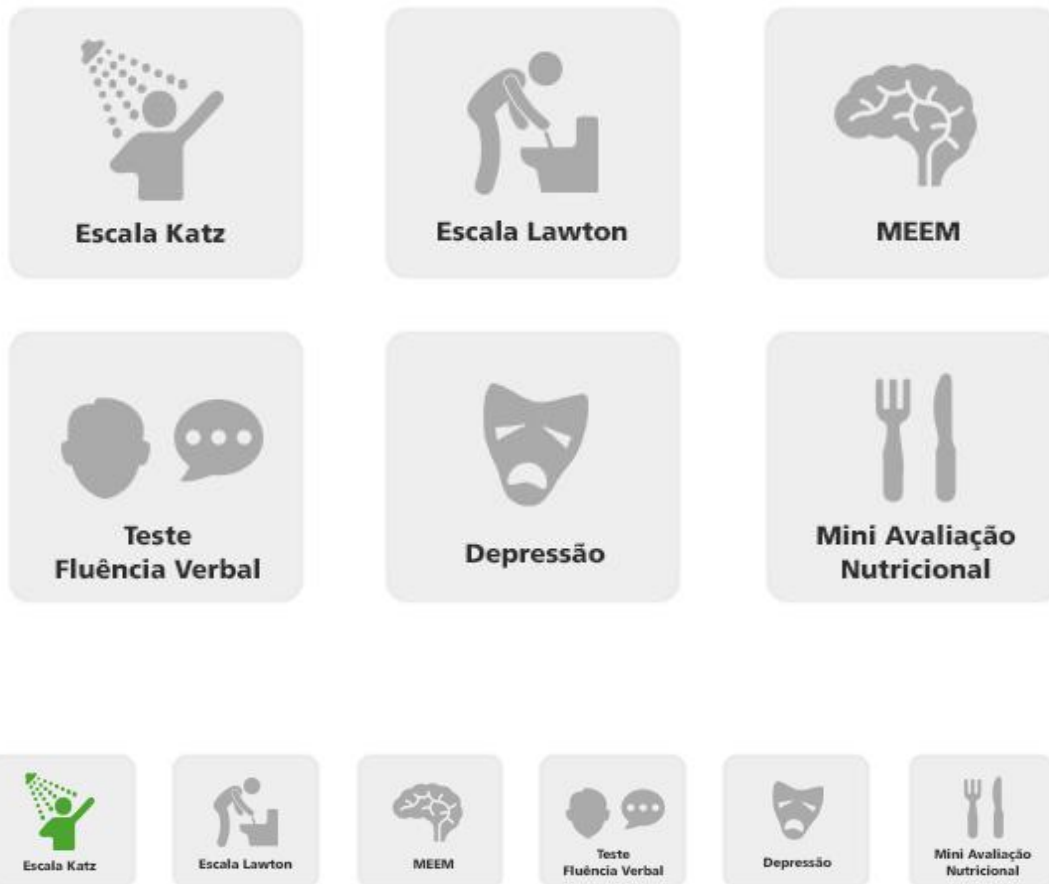 Escala Katz
Escala Lawton
MEEM
Teste
Fluência Verbal
Depressão
Mini Avaliação
Nutricional
Escala Katz
Escala Lawton
MEEM
Teste
Fluência Verbal
Depressão
Mini Avaliação
Nutricional